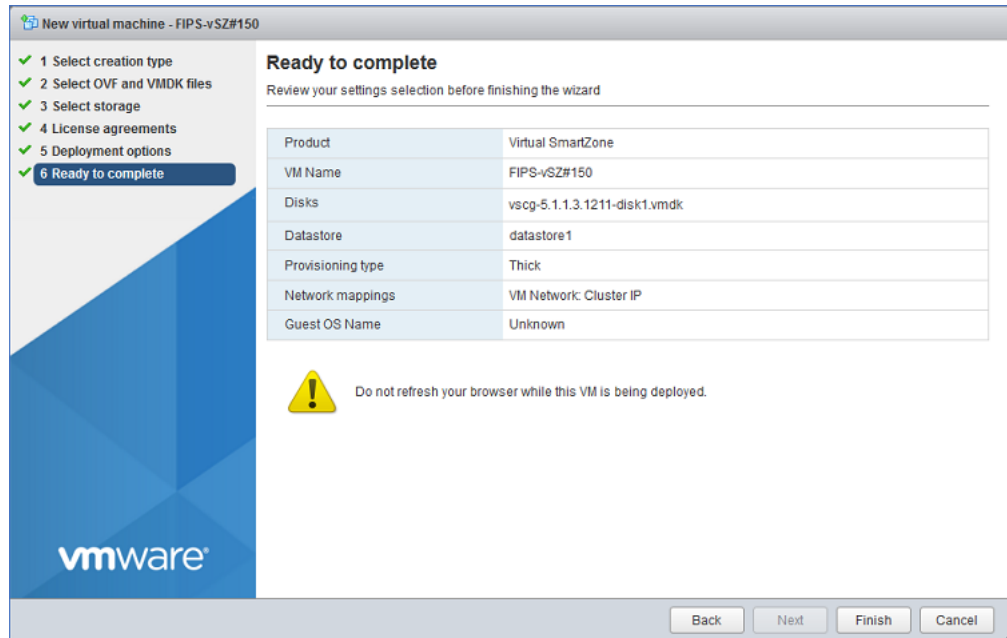 New virtual machine - FIPS-vSZ#150
1 Select creation type
2 Select OVF and VMDK files
3 Select storage
4 License agreements
5 Deployment options
6 Ready to complete
vmware®
Ready to complete
Review your settings selection before finishing the wizard
Product Virtual SmartZone
VM Name FIPS-vSZ#150
Disks vscg-5.1.1.3.1211-disk1.vmdk
Datastore datastore1
Provisioning type Thick
Network mappings VM Network: Cluster IP
Guest OS Name Unknown
Do not refresh your browser while this VM is being deployed.
Back Next Finish Cancel